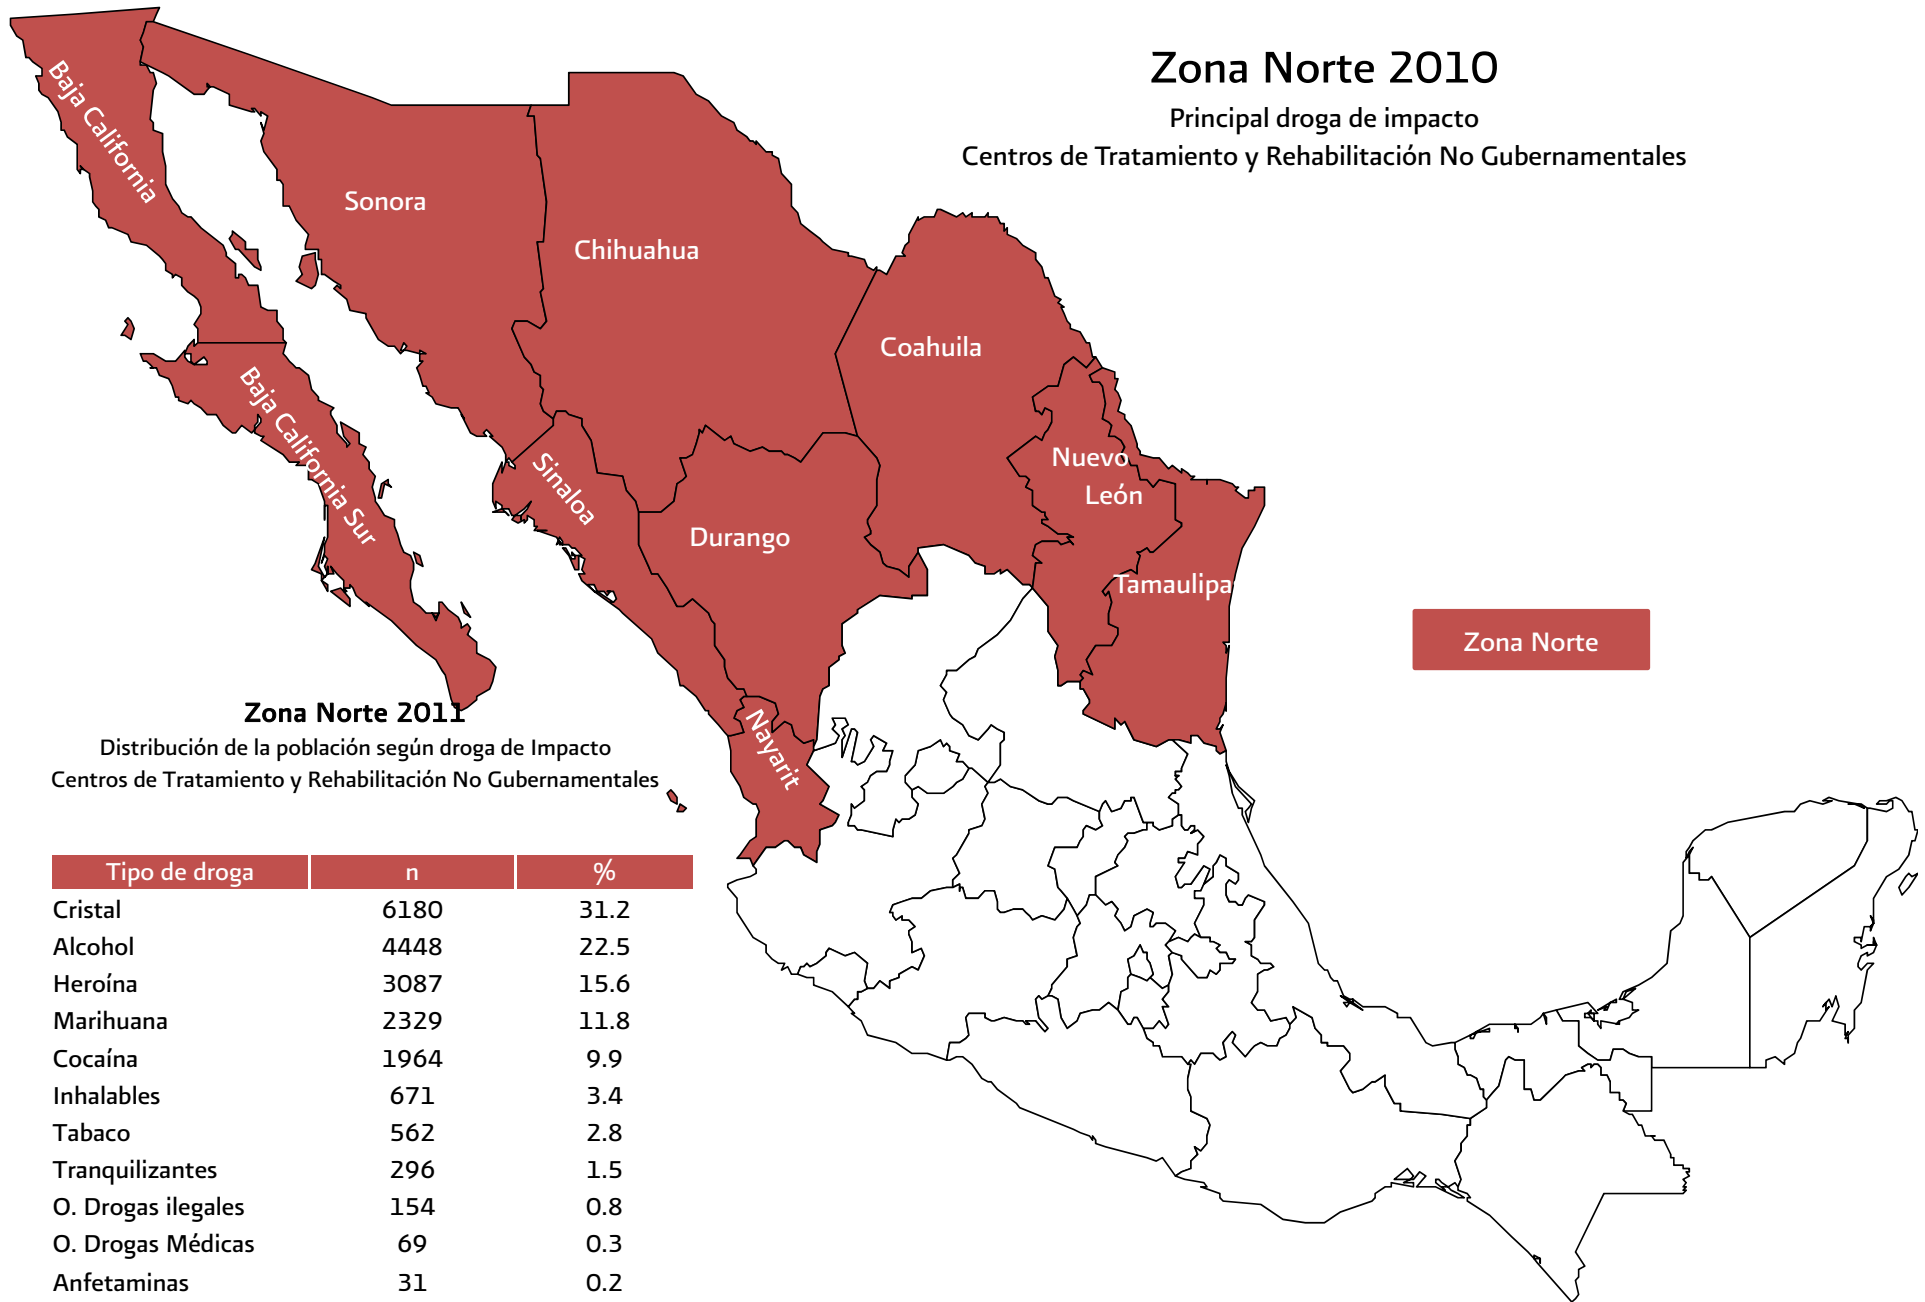 Zona Norte 2010
Principal droga de impacto
Centros de Tratamiento y Rehabilitación No Gubernamentales
Baja California
Sonora
Chihuahua
Coahuila
Baja California Sur
Nuevo
León
Sinaloa
Durango
Tamaulipa
Zona Norte
Nayarit
Zona Norte 2011
Distribución de la población según droga de Impacto
Centros de Tratamiento y Rehabilitación No Gubernamentales
Tipo de droga n %
Cristal 6180 31.2
Alcohol 4448 22.5
Heroína 3087 15.6
Marihuana 2329 11.8
Cocaína 1964 9.9
Inhalables 671 3.4
Tabaco 562 2.8
Tranquilizantes 296 1.5
O. Drogas ilegales 154 0.8
O. Drogas Médicas 69 0.3
Anfetaminas 31 0.2